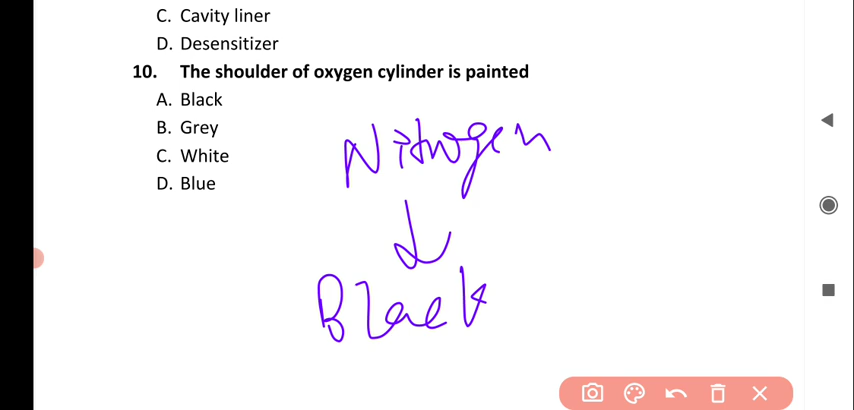 C. Cavity liner
D. Desensitizer
10. The shoulder of oxygen cylinder is painted
A. Black
B. Grey
C. White
D. Blue
Nitrogen
Black